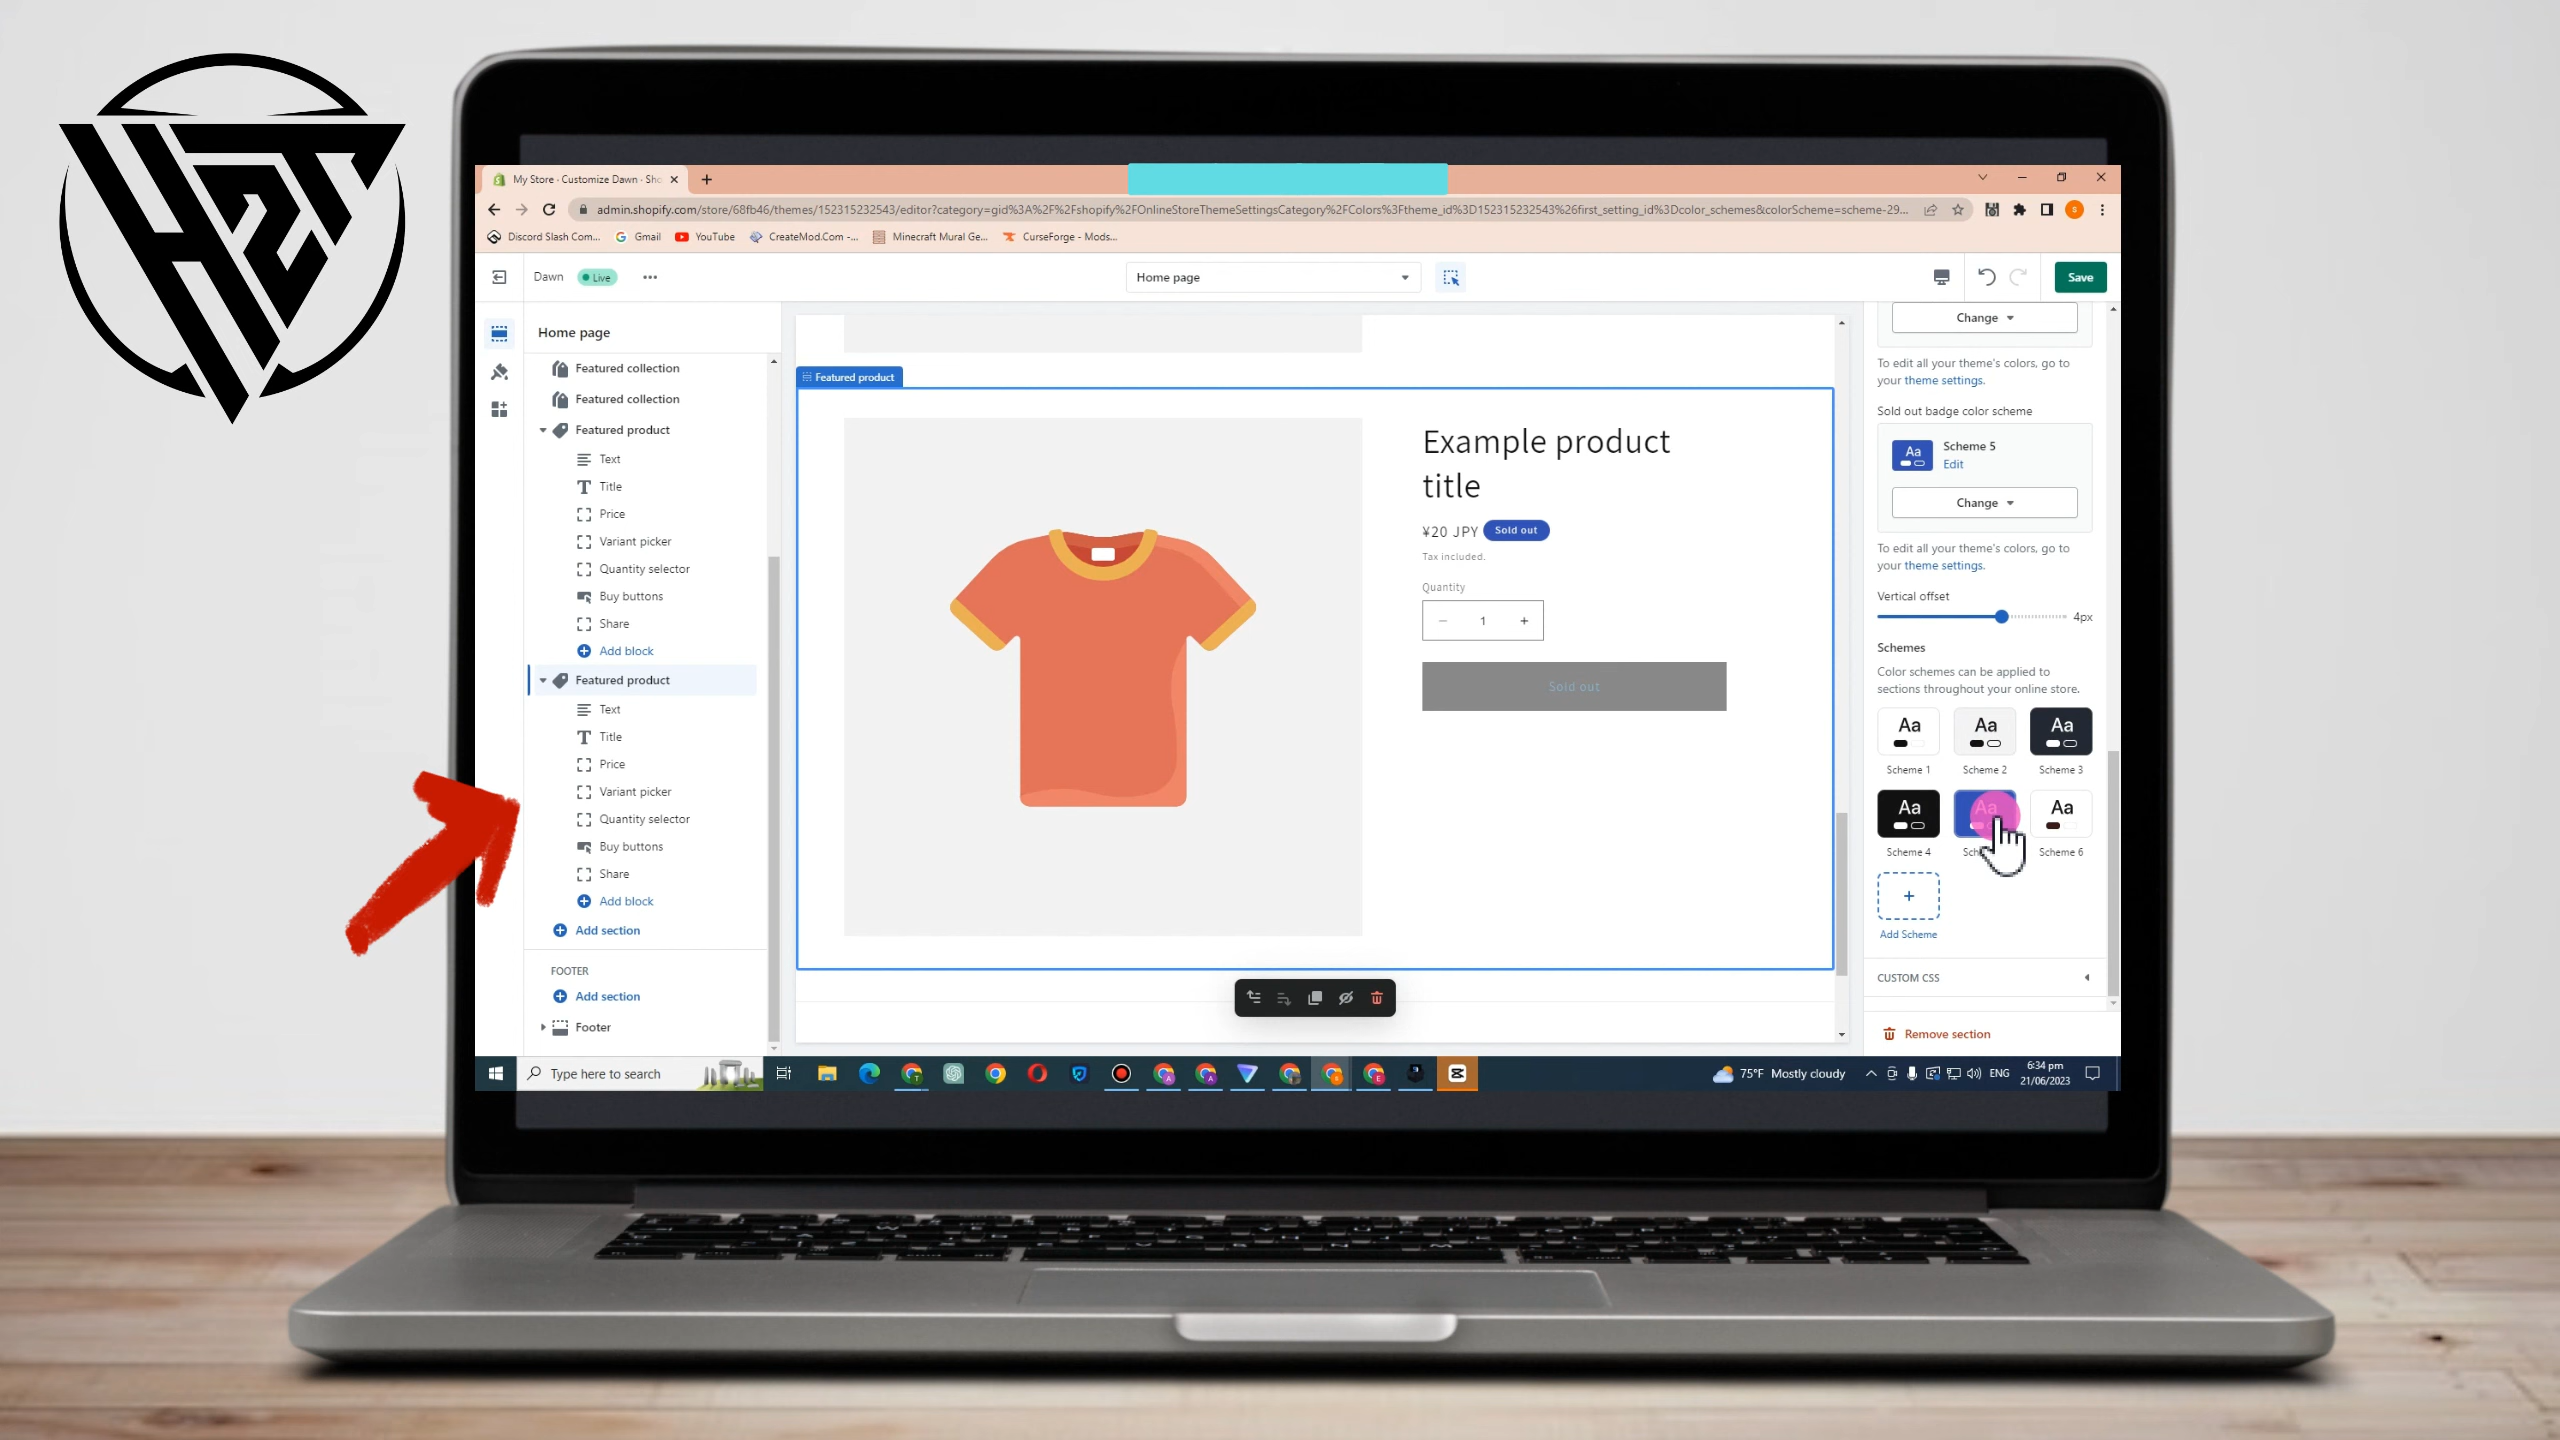 H2T
My Store · Customize Dawn · Sho
admin.shopify.com/store/68fb46/themes/152315232543/editor?category=gid%3A%2F%2Fshopify%2FOnlineStoreThemeSettingsCategory%2FColors%3Ftheme_id%3D152315232543%26first_setting_id%3Dcolor_schemes&colorScheme=scheme-29...
S
Discord Slash Com...
Gmail
YouTube
CreateMod.Com -...
Minecraft Mural Ge...
CurseForge - Mods...
Dawn
Live
Home page
Save
Home page
Featured collection
Featured collection
Featured product
Text
Title
Price
Variant picker
Quantity selector
Buy buttons
Share
Add block
Featured product
Text
Title
Price
Variant picker
Quantity selector
Buy buttons
Share
Add block
Add section
FOOTER
Add section
Footer
Featured product
Example product
title
¥20 JPY Sold out
Tax included.
Quantity
1
Sold out
Change
To edit all your theme's colors, go to
your theme settings.
Sold out badge color scheme
Aa
Scheme 5
Edit
Change
To edit all your theme's colors, go to
your theme settings.
Vertical offset
4px
Schemes
Color schemes can be applied to
sections throughout your online store.
Aa Aa Aa
Scheme 1 Scheme 2 Scheme 3
Aa Aa Aa
Scheme 4 Sch Scheme 6
Add Scheme
CUSTOM CSS
Remove section
Type here to search
75°F Mostly cloudy
ENG
6:34 pm
21/06/2023